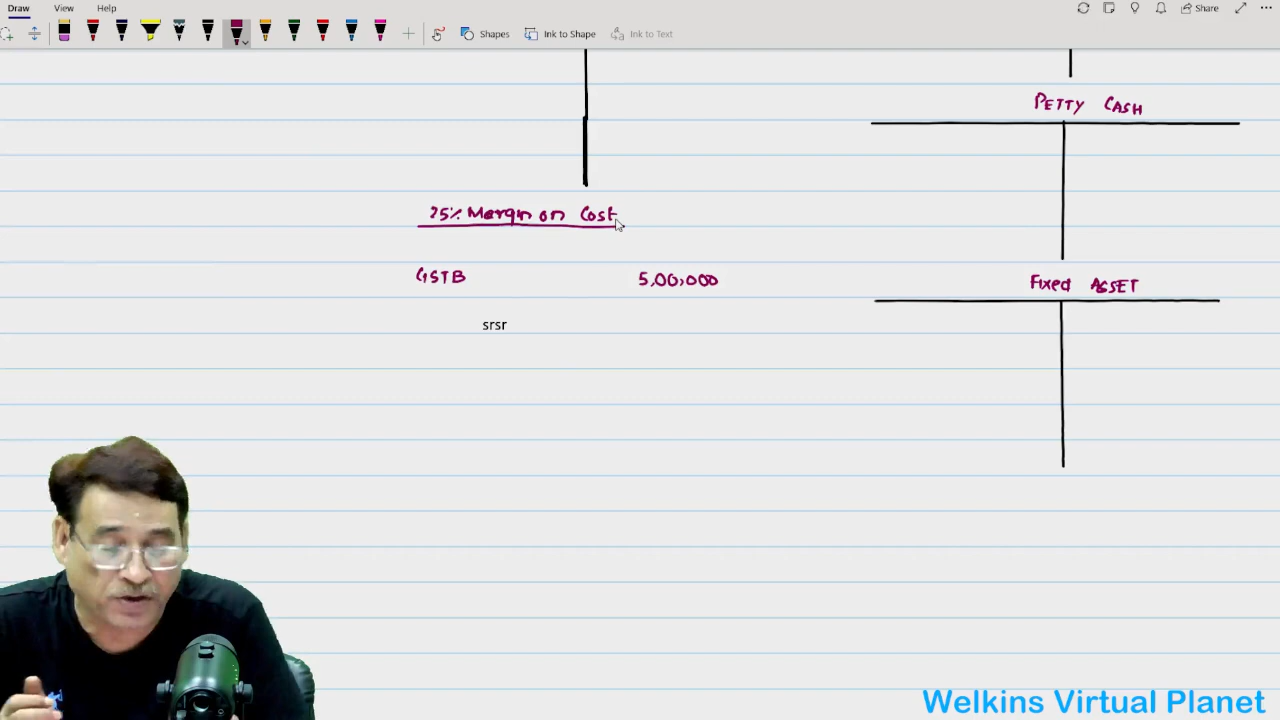 Draw View Help
Share
Shapes Ink to Shape Ink to Text
PETTY CASH
25% Margin on Cost
GSTB 5,00,000
Fixed ASSET
srsr
Welkins Virtual Planet